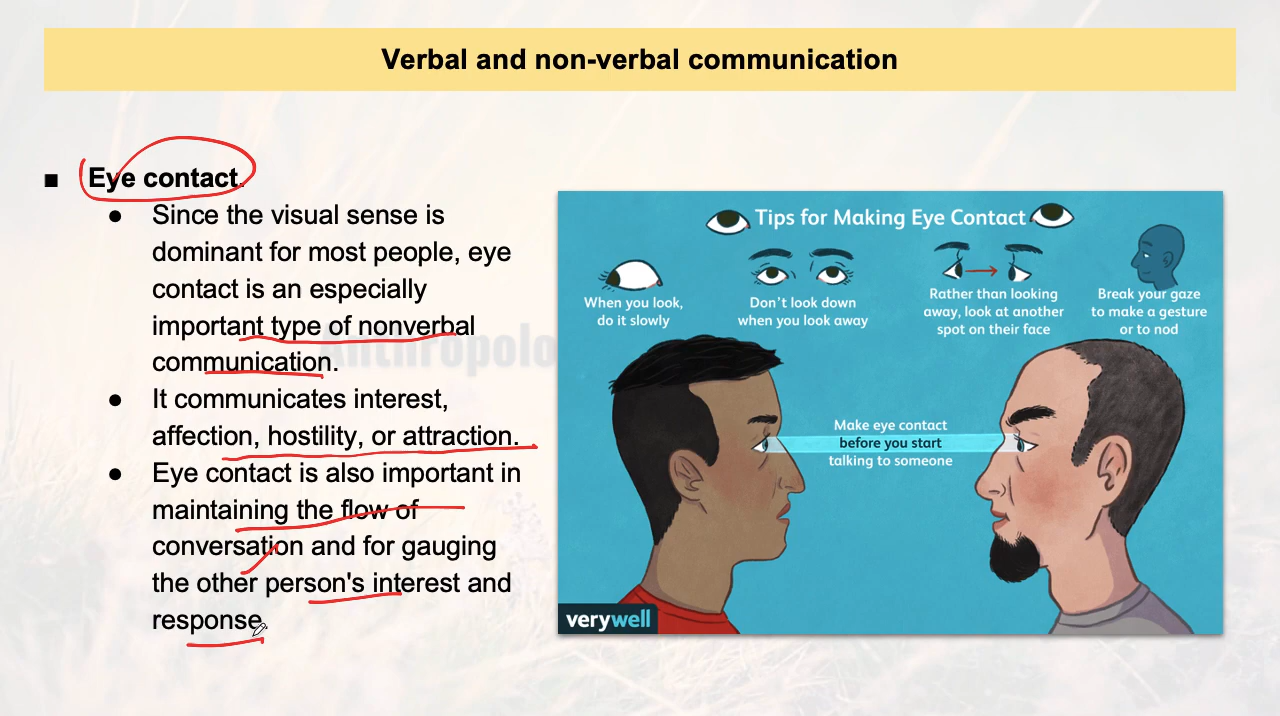 Verbal and non-verbal communication
Eye contact.
Since the visual sense is
dominant for most people, eye
contact is an especially
important type of nonverbal
communication.
It communicates interest,
affection, hostility, or attraction.
Eye contact is also important in
maintaining the flow of
conversation and for gauging
the other person's interest and
response.
Tips for Making Eye Contact
When you look,
do it slowly
Don't look down
when you look away
Rather than looking
away, look at another
spot on their face
Break your gaze
to make a gesture
or to nod
Make eye contact
before you start
talking to someone
verywell